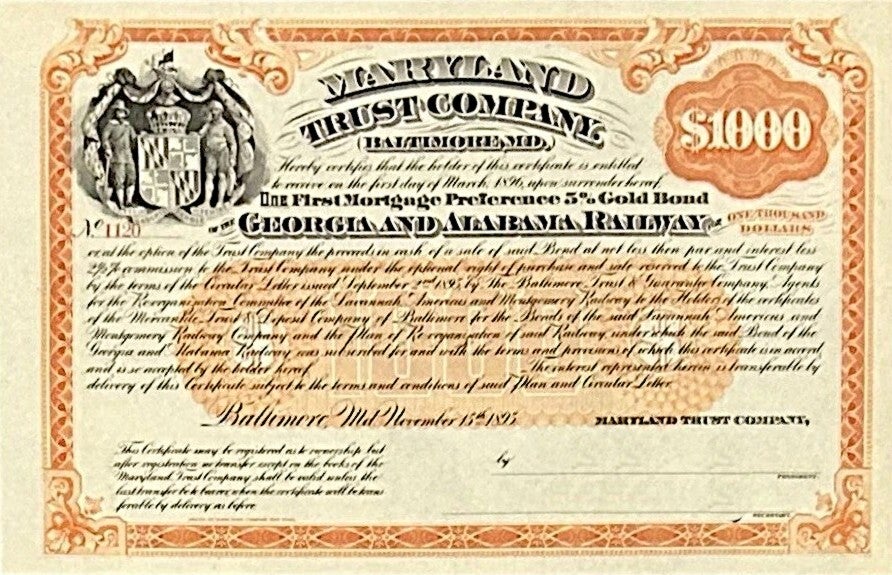 MARYLAND
TRUST COMPANY,
(BALTIMORE, MD.)
$1000
Hereby certifies that the holder of this certificate is entitled
to receive on the first day of March, 1896, upon surrender hereof,
One First Mortgage Preference 5% Gold Bond
No. 1120
OF THE GEORGIA AND ALABAMA RAILWAY for ONE THOUSAND
DOLLARS
or at the option of the Trust Company the proceeds in cash of a sale of said Bond at not less then par and interest less
2½% commission to the Trust Company under the optional right of purchase and sale reserved to the Trust Company
by the terms of the Circular Letter issued September 2nd 1895, by The Baltimore Trust & Guarantee Company, Agents
for the Reorganization Committee of the Savannah Americus and Montgomery Railway to the Holders of the certificates
of the Mercantile Trust & Deposit Company of Baltimore for the Bonds of the said Savannah Americus and
Montgomery Railway Company and the Plan of Reorganization of said Railway, under which the said Bond of the
Georgia and Alabama Railway was subscribed for and with the terms and provisions of which this certificate is in accord,
and is so accepted by the holder hereof. The interest represented herein is transferable by
delivery of this Certificate subject to the terms and conditions of said Plan and Circular Letter.
Baltimore, Md. November 15th 1895.
MARYLAND TRUST COMPANY,
This Certificate may be registered as to ownership but
after registration no transfer except on the books of the
Maryland Trust Company shall be valid unless the
last transfer be to bearer, when the certificate will be trans-
ferable by delivery as before.
by
PRESIDENT.
SECRETARY.